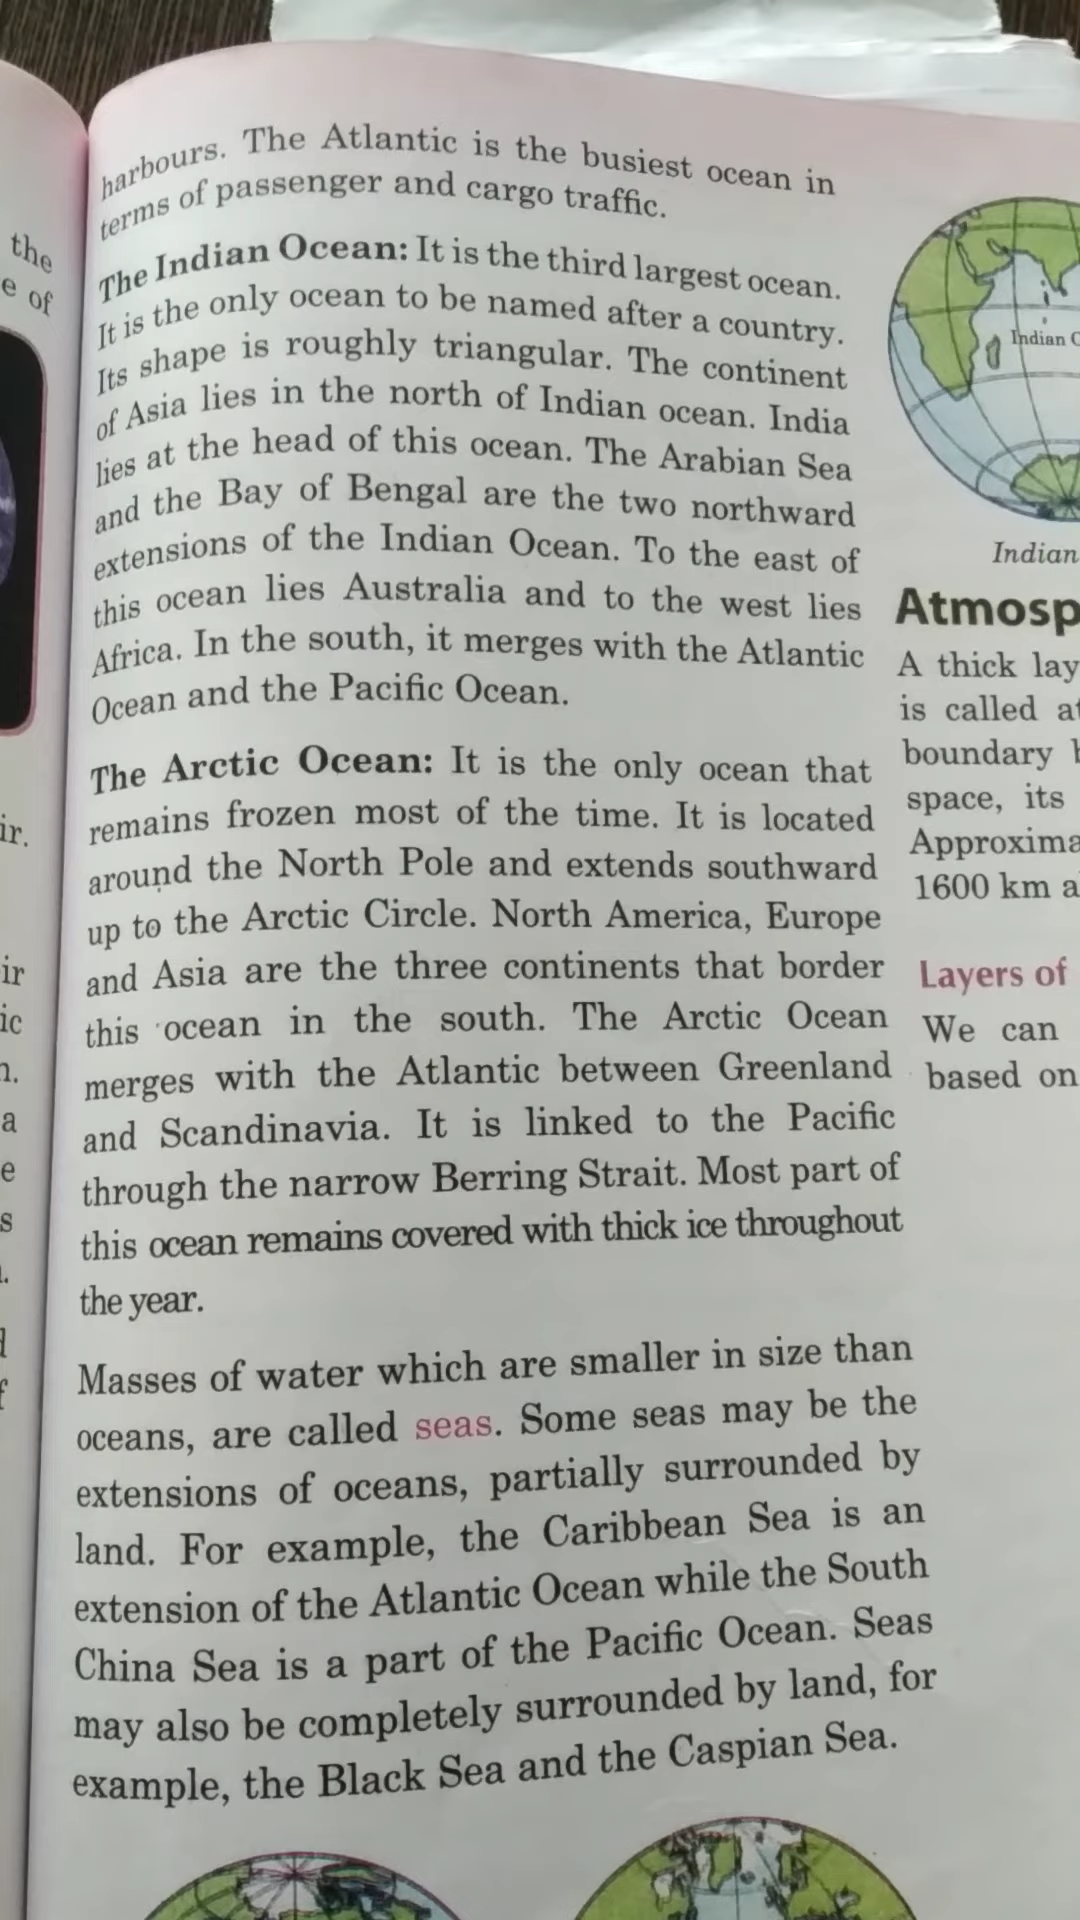 the
e of
ir.
ir
ic
n.
a
e
s
harbours. The Atlantic is the busiest ocean in
terms of passenger and cargo traffic.
The Indian Ocean: It is the third largest ocean.
It is the only ocean to be named after a country.
Its shape is roughly triangular. The continent
of Asia lies in the north of Indian ocean. India
lies at the head of this ocean. The Arabian Sea
and the Bay of Bengal are the two northward
extensions of the Indian Ocean. To the east of
this ocean lies Australia and to the west lies
Africa. In the south, it merges with the Atlantic
Ocean and the Pacific Ocean.
The Arctic Ocean: It is the only ocean that
remains frozen most of the time. It is located
around the North Pole and extends southward
up to the Arctic Circle. North America, Europe
and Asia are the three continents that border
this ocean in the south. The Arctic Ocean
merges with the Atlantic between Greenland
and Scandinavia. It is linked to the Pacific
through the narrow Berring Strait. Most part of
this ocean remains covered with thick ice throughout
the year.
Masses of water which are smaller in size than
oceans, are called seas. Some seas may be the
extensions of oceans, partially surrounded by
land. For example, the Caribbean Sea is an
extension of the Atlantic Ocean while the South
China Sea is a part of the Pacific Ocean. Seas
may also be completely surrounded by land, for
example, the Black Sea and the Caspian Sea.
Indian O
Indian
Atmosp
A thick lay
is called at
boundary b
space, its
Approxima
1600 km a
Layers of
We can
based on